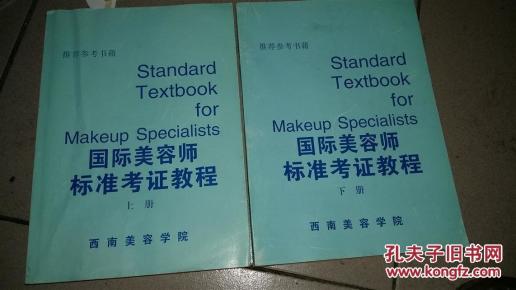 推荐参考书籍
Standard
Textbook
for
Makeup Specialists
国际美容师
标准考证教程
上册
西南美容学院
推荐参考书籍
Standard
Textbook
for
Makeup Specialists
国际美容师
标准考证教程
下册
西南美容学院
孔夫子旧书网
www.kongfz.com